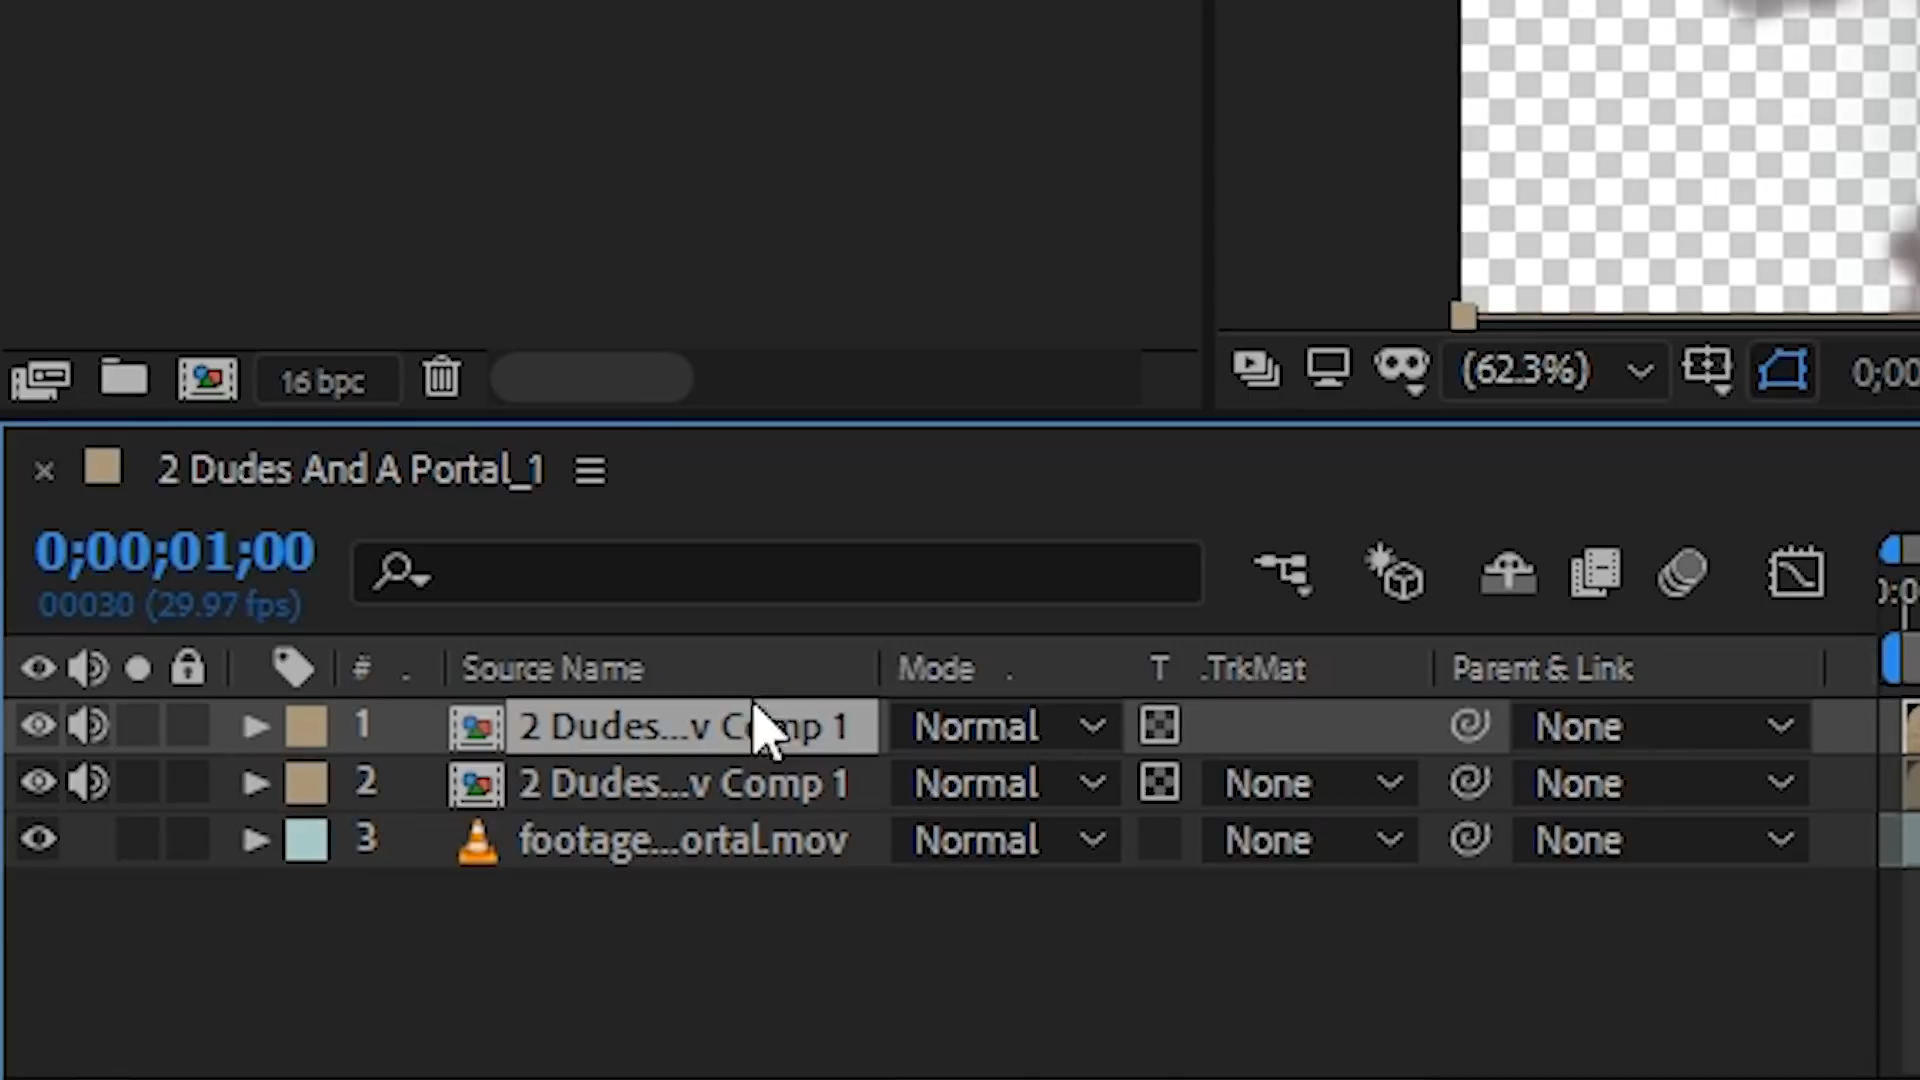 16 bpc
(62.3%)
0;00
2 Dudes And A Portal_1
0;00;01;00
00030 (29.97 fps)
# . Source Name Mode . T .TrkMat Parent & Link
1 2 Dudes...v Comp 1 Normal None
2 2 Dudes...v Comp 1 Normal None None
3 footage...ortal.mov Normal None None